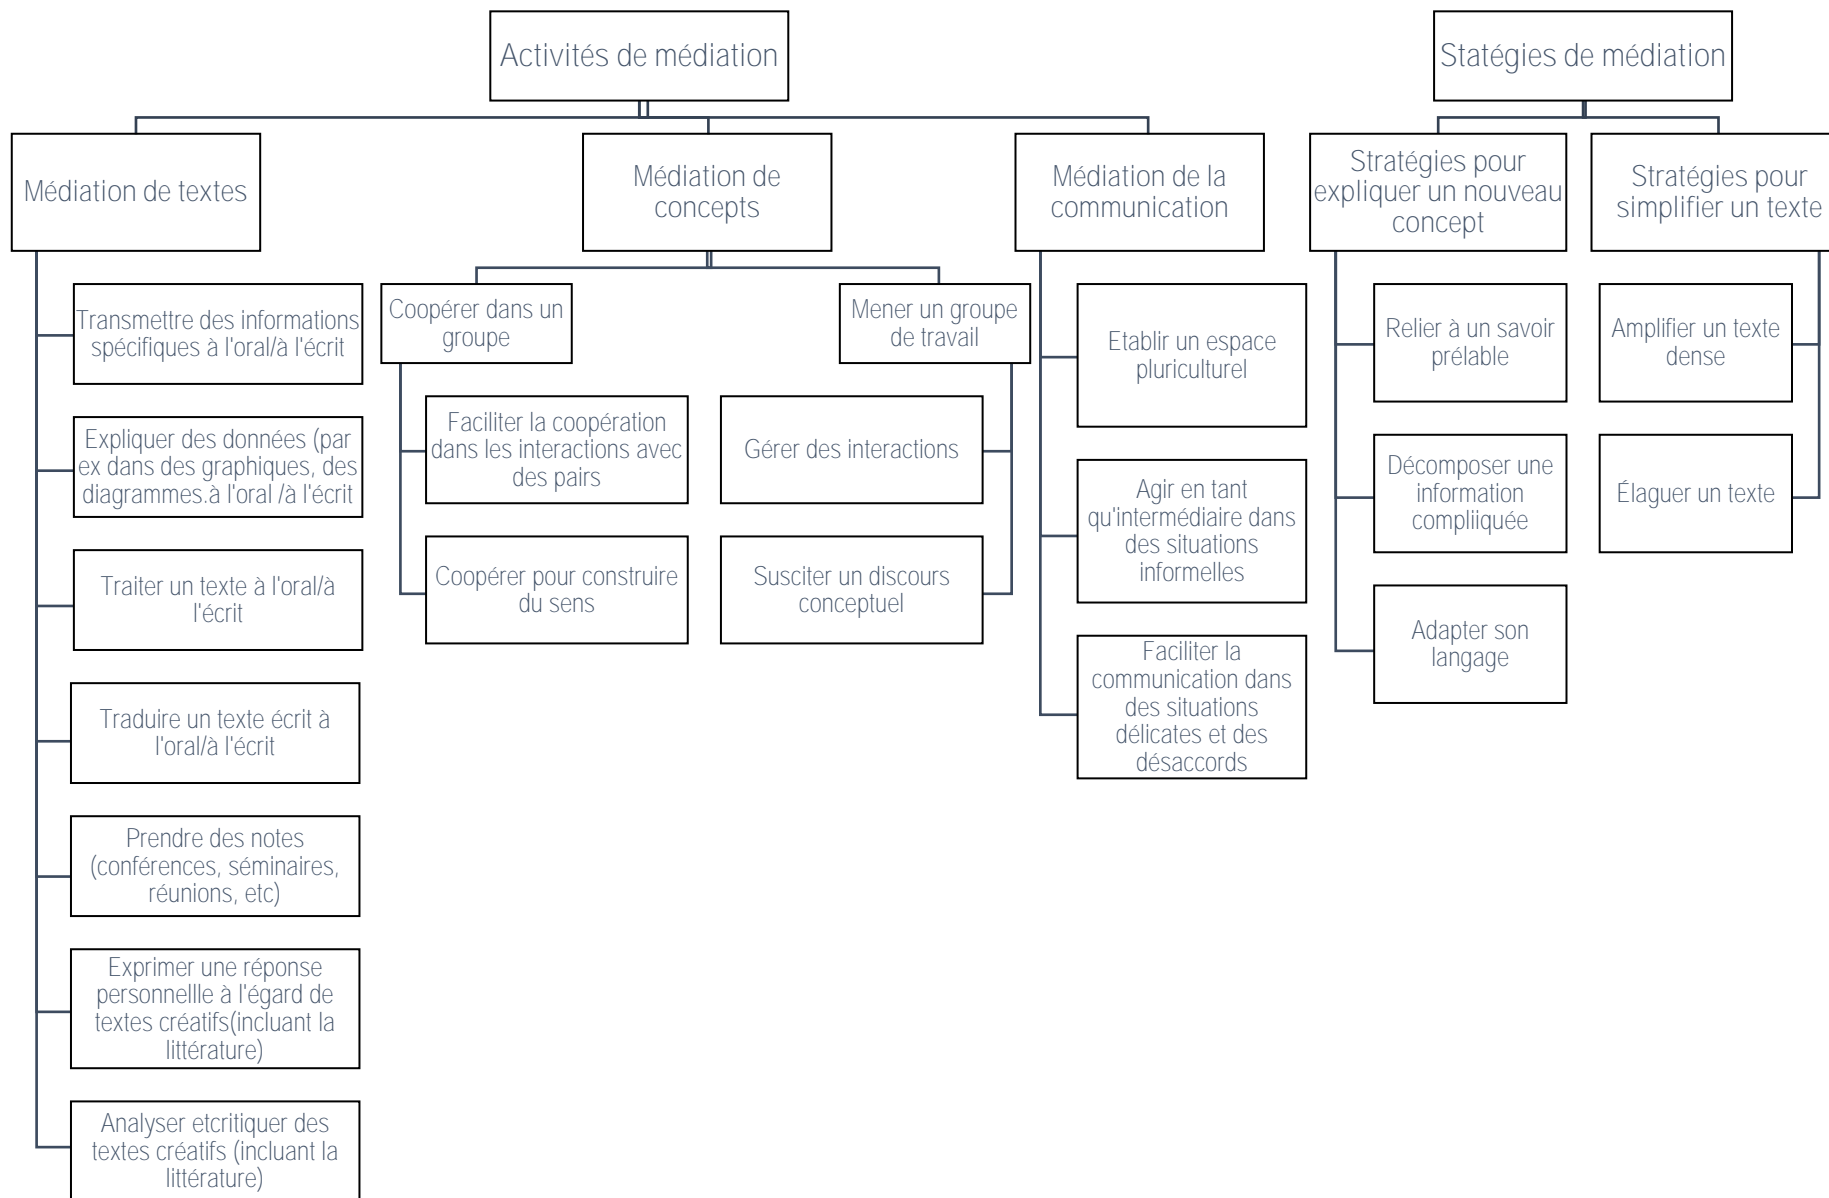 Activités de médiation
Médiation de textes
Transmettre des informations
spécifiques à l'oral/à l'écrit
Expliquer des données (par
ex dans des graphiques, des
diagrammes.à l'oral /à l'écrit
Traiter un texte à l'oral/à
l'écrit
Traduire un texte écrit à
l'oral/à l'écrit
Prendre des notes
(conférences, séminaires,
réunions, etc)
Exprimer une réponse
personnellle à l'égard de
textes créatifs(incluant la
littérature)
Analyser etcritiquer des
textes créatifs (incluant la
littérature)
Médiation de
concepts
Coopérer dans un
groupe
Faciliter la coopération
dans les interactions avec
des pairs
Coopérer pour construire
du sens
Mener un groupe
de travail
Gérer des interactions
Susciter un discours
conceptuel
Médiation de la
communication
Etablir un espace
pluriculturel
Agir en tant
qu'intermédiaire dans
des situations
informelles
Faciliter la
communication dans
des situations
délicates et des
désaccords
Statégies de médiation
Stratégies pour
expliquer un nouveau
concept
Relier à un savoir
prélable
Décomposer une
information
compliiquée
Adapter son
langage
Stratégies pour
simplifier un texte
Amplifier un texte
dense
Élaguer un texte